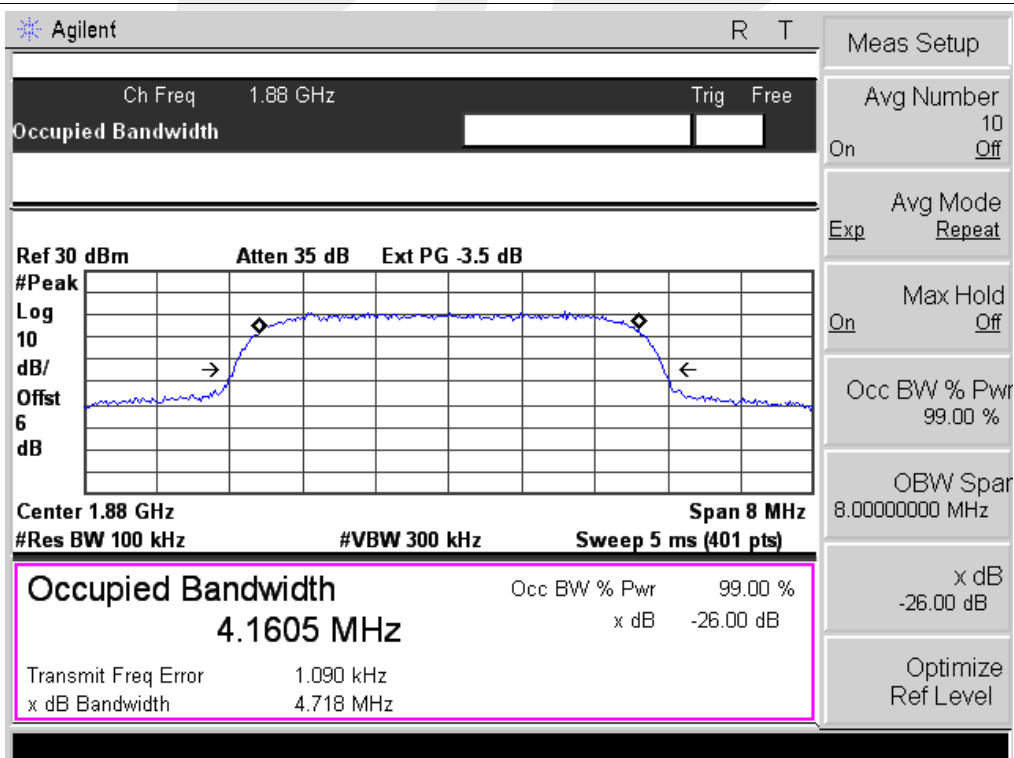 Agilent R T
Ch Freq 1.88 GHz Trig Free
Occupied Bandwidth
Ref 30 dBm Atten 35 dB Ext PG -3.5 dB
#Peak
Log
10
dB/
Offst
6
dB
Center 1.88 GHz Span 8 MHz
#Res BW 100 kHz #VBW 300 kHz Sweep 5 ms (401 pts)
Occupied Bandwidth
4.1605 MHz
Occ BW % Pwr 99.00 %
x dB -26.00 dB
Transmit Freq Error 1.090 kHz
x dB Bandwidth 4.718 MHz
Meas Setup
Avg Number
10
On Off
Avg Mode
Exp Repeat
Max Hold
On Off
Occ BW % Pwr
99.00 %
OBW Span
8.00000000 MHz
x dB
-26.00 dB
Optimize
Ref Level